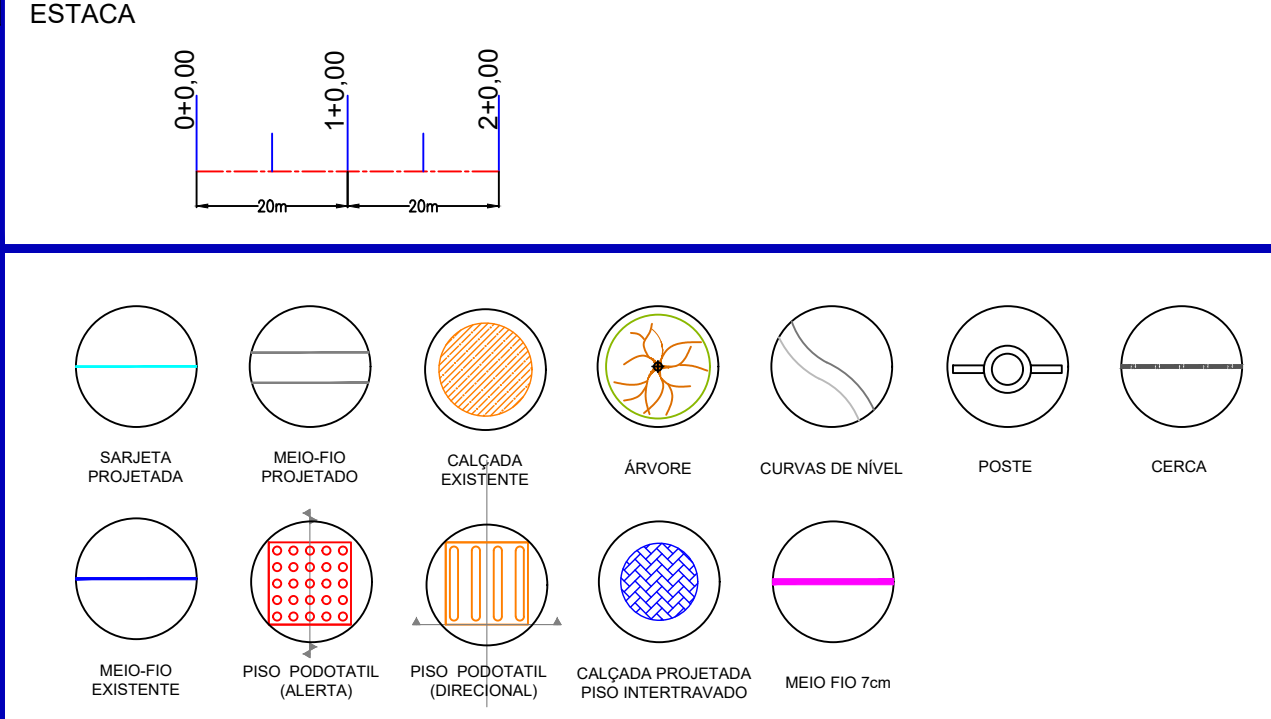 ESTACA
0+0,00
1+0,00
2+0,00
20m
20m
SARJETA
PROJETADA
MEIO-FIO
PROJETADO
CALÇADA
EXISTENTE
ÁRVORE
CURVAS DE NÍVEL
POSTE
CERCA
MEIO-FIO
EXISTENTE
PISO PODOTATIL
(ALERTA)
PISO PODOTATIL
(DIRECIONAL)
CALÇADA PROJETADA
PISO INTERTRAVADO
MEIO FIO 7cm